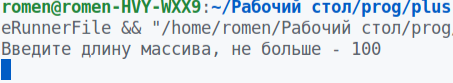 romen@romen-HVY-WXX9:~/Рабочий стол/prog/plus
eRunnerFile && "/home/romen/Рабочий стол/prog/
Введите длину массива, не больше - 100